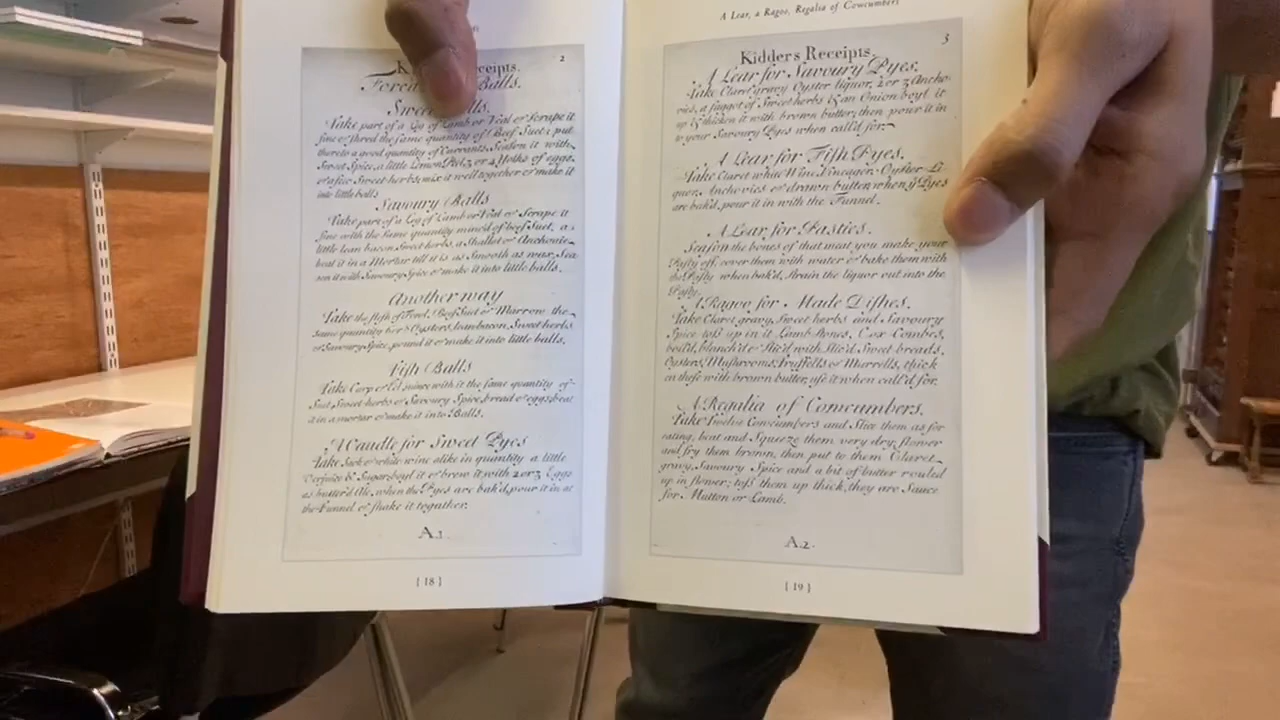 K ceipts. 2
Forc Balls.
Swee lls.
Take part of a Leg of Lamb or Veal & Scrape it
fine & shred the same quantity of Beef Suet, put
thereto a good quantity of Currants, Season it with
Sweet Spice, a little Lemon Peel, 3 or 4 Yolks of eggs,
& a few Sweet herbs, mix it well together & make it
into little balls
Savoury Balls
Take part of a Leg of Lamb or Veal & Scrape it
fine with the same quantity minc'd of beef Suet, a
little lean bacon, Sweet herbs, a Shallot & Anchovie,
beat it in a Mortar till it is as Smooth as wax, Sea-
son it with Savoury Spice & make it into little balls.
Another way
Take the flesh of Fowl, Beef Suet & Marrow the
same quantity, Oysters, lean bacon, Sweet herbs
& Savoury Spice, pound it & make it into little balls.
Fish Balls
Take Carp & Eel mince with it the same quantity of
Suet, Sweet herbs & Savoury Spice, bread & eggs, beat
it in a mortar & make it into Balls.
A Caudle for Sweet Pyes
Take Sack & white wine alike in quantity a little
Verjuice & Sugar, boyl it & brew it with 2 or 3 Eggs
as butter'd Ale, when the Pyes are bak'd, pour it in at
the Funnel & shake it together.
A.1.
[ 18 ]
A Lear, a Ragoo, Regalia of Cowcumbers
3
Kidder's Receipts.
A Lear for Savoury Pyes.
Take Claret gravy Oyster liquor, 2 or 3 Ancho-
vies, a faggot of Sweet herbs & an Onion boyl it
up & thicken it with brown butter, then pour it in
to your Savoury Pyes when call'd for.
A Lear for Fish Pyes.
Take Claret white Wine Vineager Oyster Li-
quor, Anchovies & drawn butter, when yͤ Pyes
are bak'd, pour it in with the Funnel.
A Lear for Pasties.
Season the bones of that meat you make your
Pasty off, cover them with water & bake them with
the Pasty when bak'd, Strain the liquor out into the
Pasty.
A Ragoo for Made Dishes.
Take Claret gravy, Sweet herbs and Savoury
Spice toss up in it Lamb Stones, Cox-Combes,
boil'd, blanch'd & Slic'd with Slic'd Sweet-breads,
Oysters, Mushrooms, Truffells & Murrells, thick
en these with brown butter, use it when call'd for.
A Regalia of Cowcumbers.
Take Twelve Cowcumbers and Slice them as for
eating, beat and Squeeze them very dry, flower
and fry them brown, then put to them Claret,
gravy, Savoury Spice and a bit of butter rouled
up in flower; toss them up thick, they are Sauce
for Mutton or Lamb.
A.2.
[ 19 ]